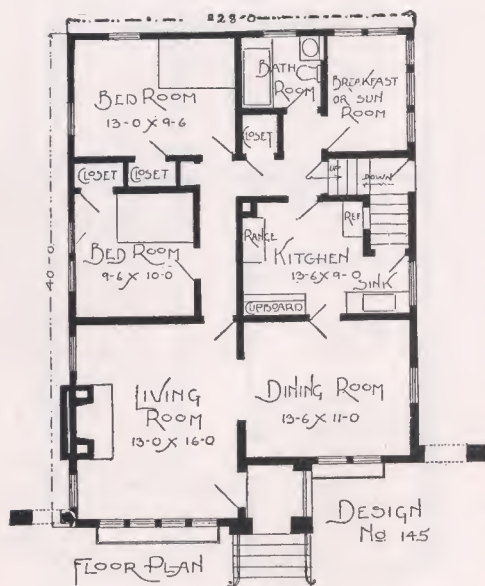 28-0
BED ROOM
13-0 X 9-6
BATH
ROOM
BREAKFAST
OR SUN
ROOM
CLOSET
CLOSET
CLOSET
UP
DOWN
REF.
RANGE
KITCHEN
13-6 X 9-0
SINK
CUPBOARD
BED ROOM
9-6 X 10-0
40-0
LIVING
ROOM
13-0 X 16-0
DINING ROOM
13-6 X 11-0
DESIGN
No 145
FLOOR PLAN